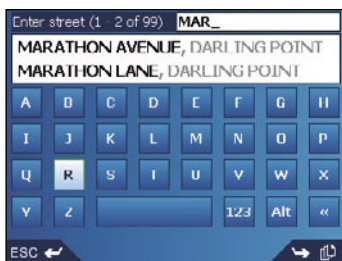 Enter street (1 - 2 of 99) MAR_
MARATHON AVENUE, DARLING POINT
MARATHON LANE, DARLING POINT
A B C D E F G H
I J K L M N O P
Q R S T U V W X
Y Z 123 Alt «
ESC